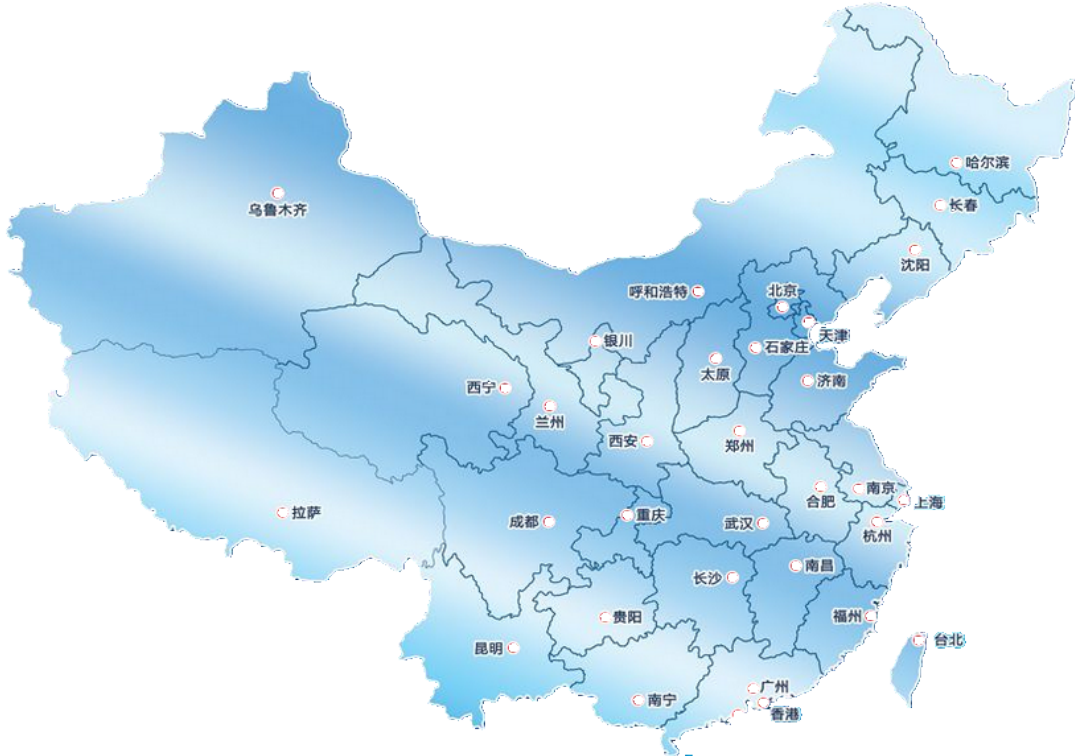 哈尔滨
乌鲁木齐
长春
沈阳
呼和浩特
北京
天津
银川
石家庄
太原
济南
西宁
兰州
西安
郑州
合肥
南京
上海
拉萨
成都
重庆
武汉
杭州
南昌
长沙
贵阳
福州
台北
昆明
广州
南宁
香港